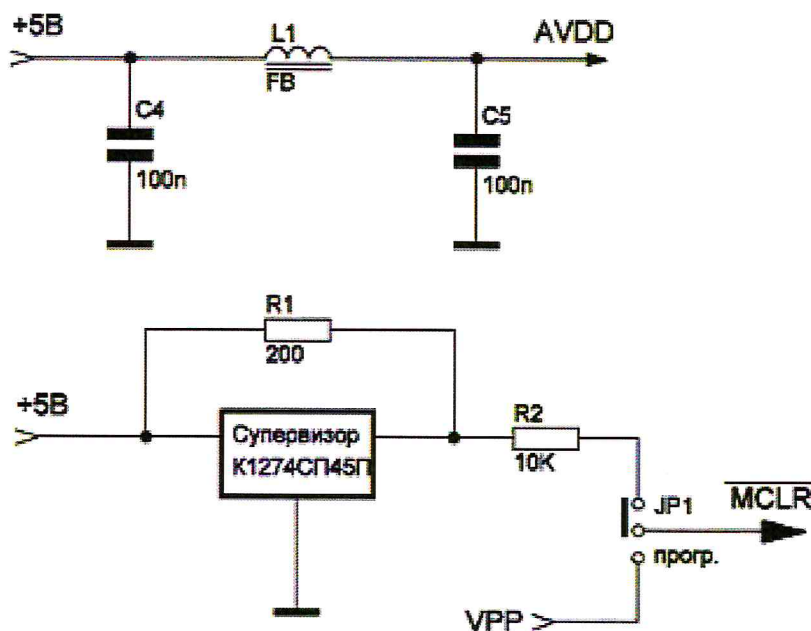 +5В
L1
AVDD
FB
C4
100n
C5
100n
R1
200
+5В
Супервизор
К1274СП45П
R2
10K
JP1
MCLR
прогр.
VPP